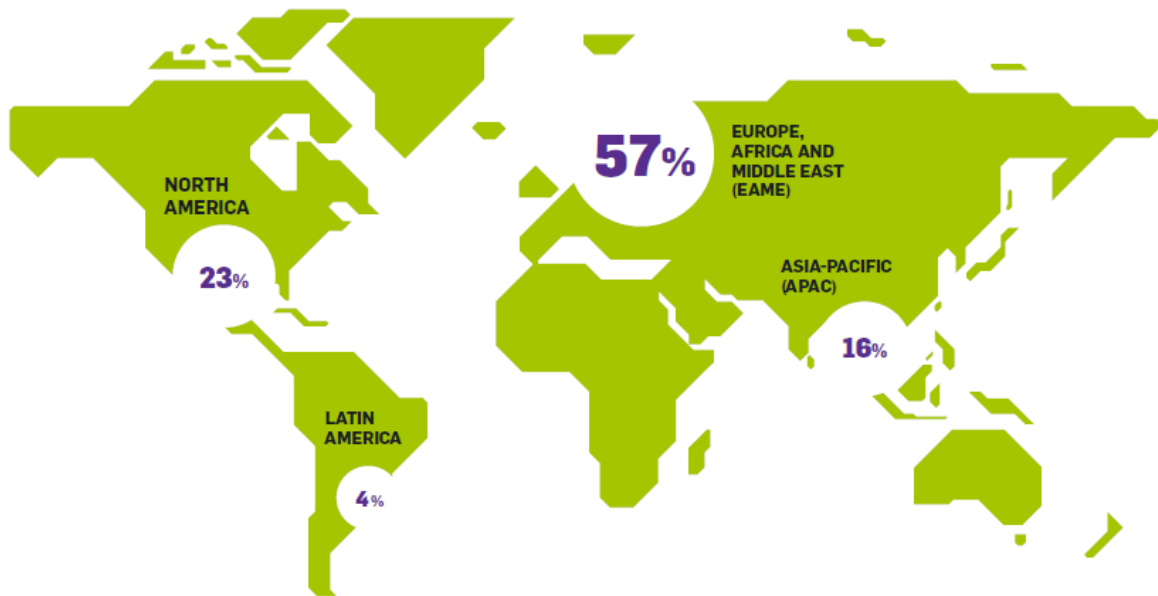 57%
EUROPE,
AFRICA AND
MIDDLE EAST
(EAME)
NORTH
AMERICA
23%
ASIA-PACIFIC
(APAC)
16%
LATIN
AMERICA
4%